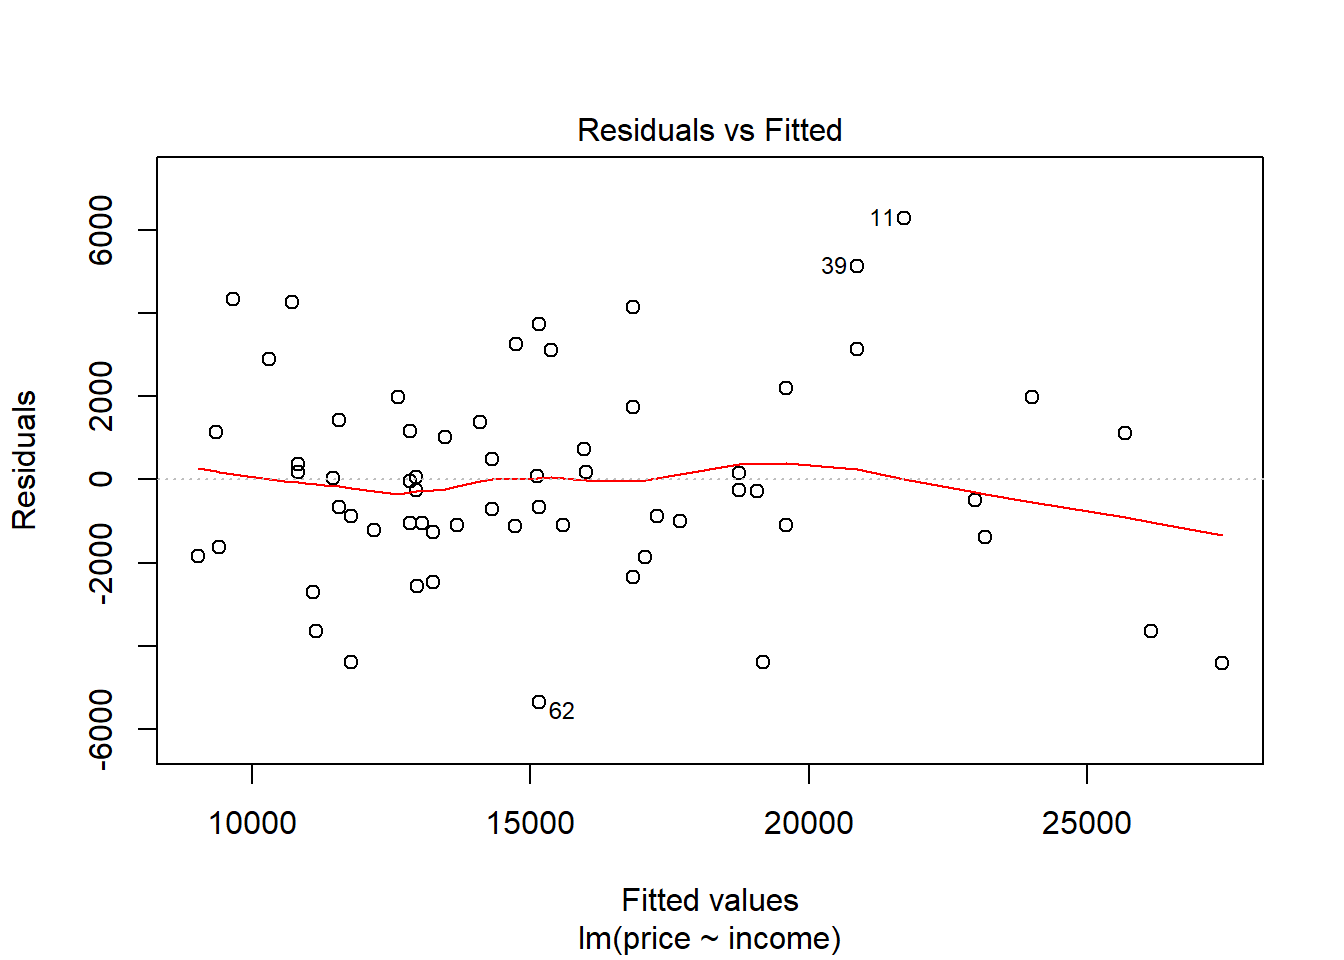 Residuals vs Fitted
Residuals
6000
2000
0
-2000
-6000
11
39
62
10000 15000 20000 25000
Fitted values
lm(price ~ income)